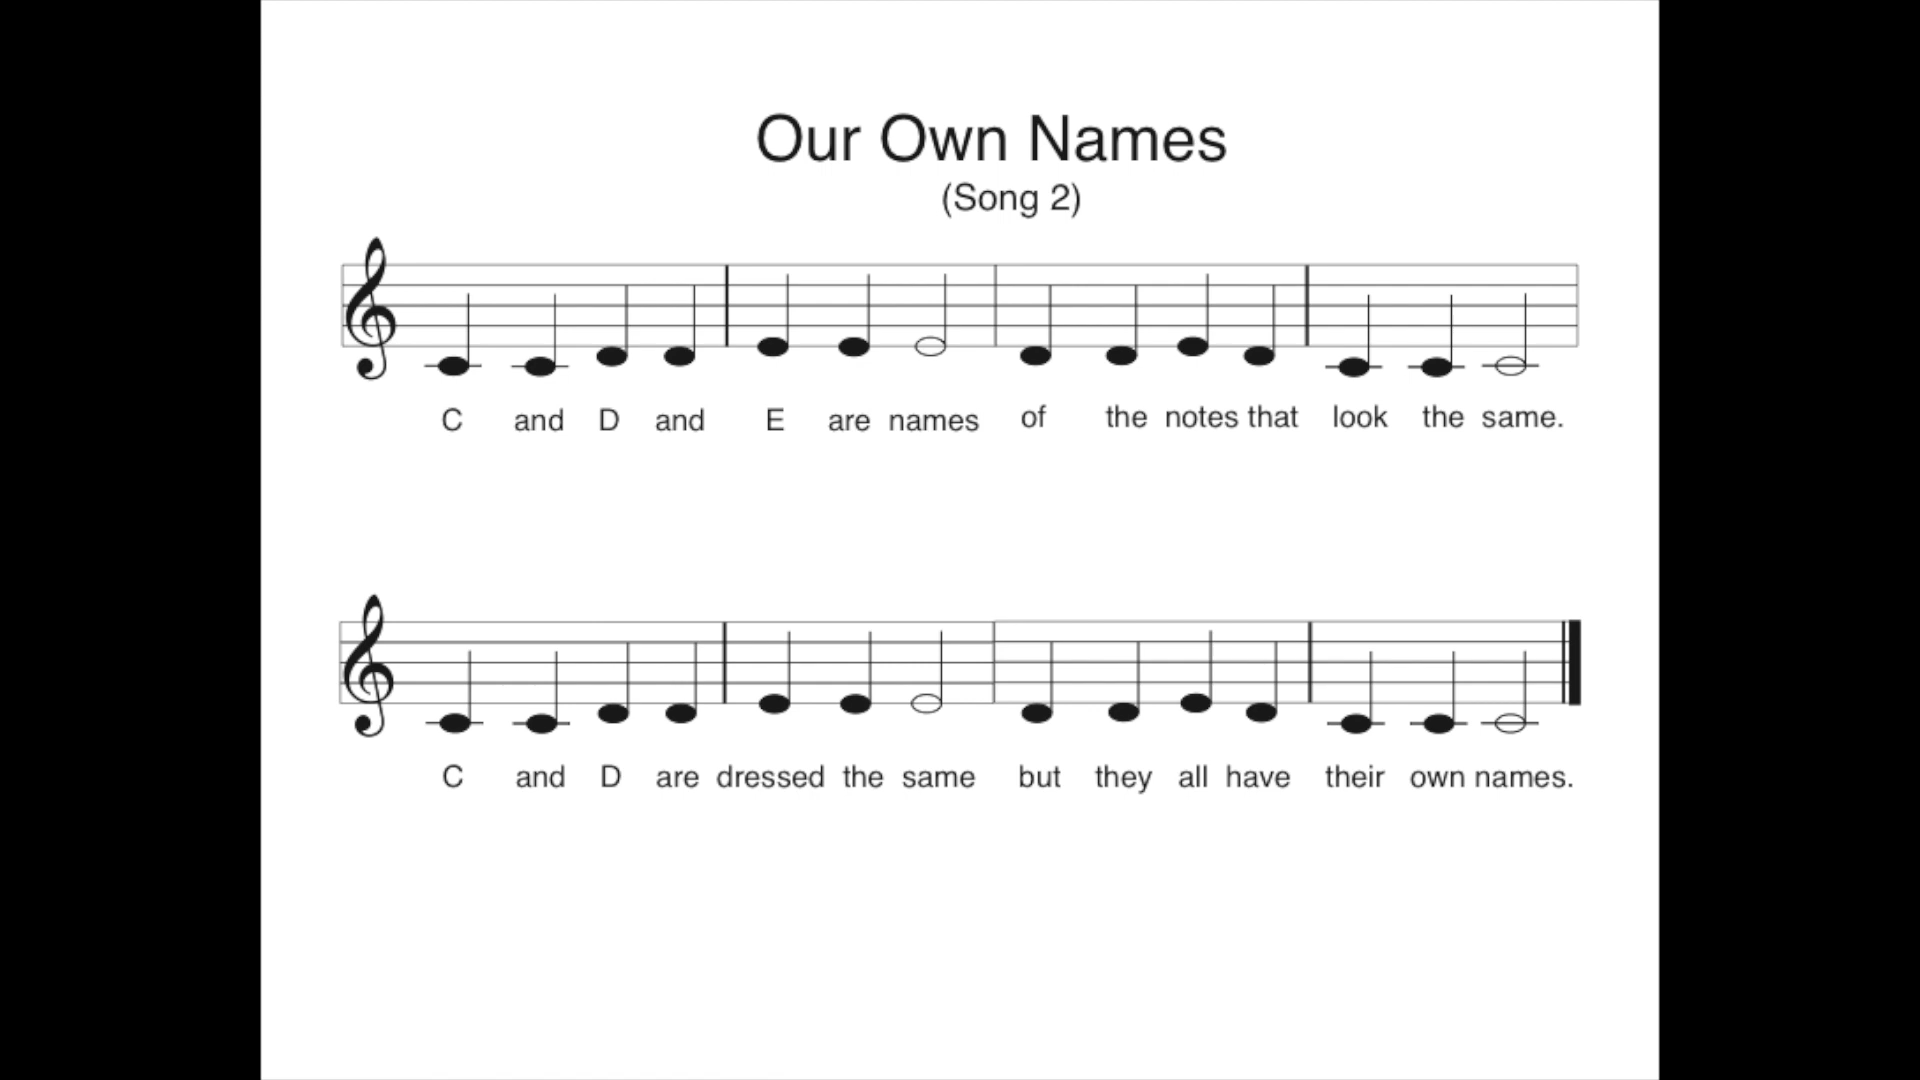 Our Own Names
(Song 2)
C and D and E are names of the notes that look the same.
C and D are dressed the same but they all have their own names.